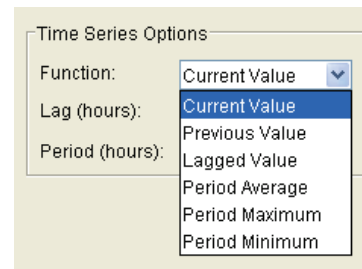 Time Series Options
Function: Current Value
Lag (hours): Current Value
Previous Value
Period (hours): Lagged Value
Period Average
Period Maximum
Period Minimum